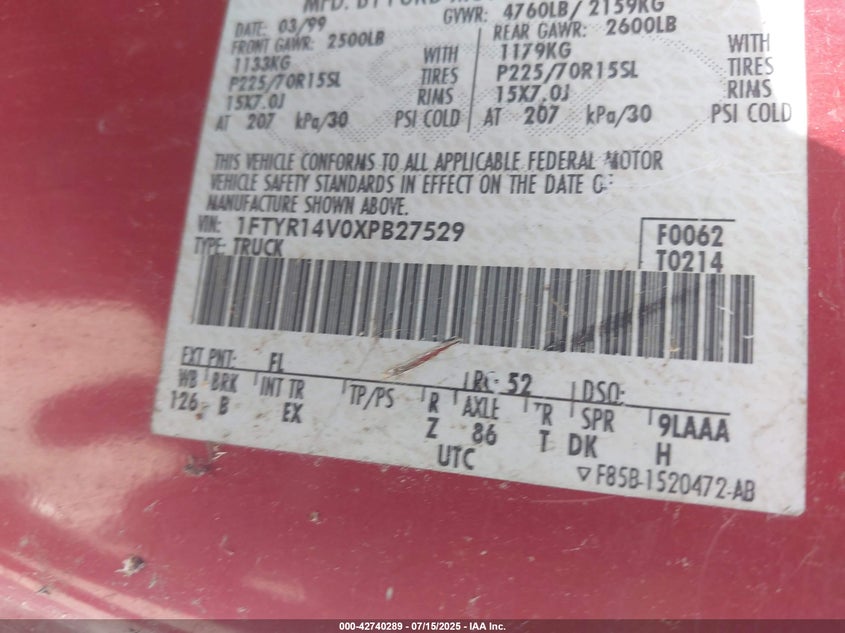 MFD. BY FORD
GVWR: 4760LB/ 2159KG
DATE: 03/99
FRONT GAWR: 2500LB
1133KG WITH
P225/70R15SL TIRES
15X7.0J RIMS
AT 207 kPa/30 PSI COLD
REAR GAWR: 2600LB
1179KG WITH
P225/70R15SL TIRES
15X7.0J RIMS
AT 207 kPa/30 PSI COLD
THIS VEHICLE CONFORMS TO ALL APPLICABLE FEDERAL MOTOR
VEHICLE SAFETY STANDARDS IN EFFECT ON THE DATE OF
MANUFACTURE SHOWN ABOVE.
VIN: 1FTYR14V0XPB27529
TYPE: TRUCK
F0062
T0214
EXT PNT: FL RC: 52 DSO:
WB BRK INT TR TP/PS R AXLE TR SPR 9LAAA
126 B EX Z 86 T DK H
UTC
F85B-1520472-AB
000-42740289 - 07/15/2025 - IAA Inc.